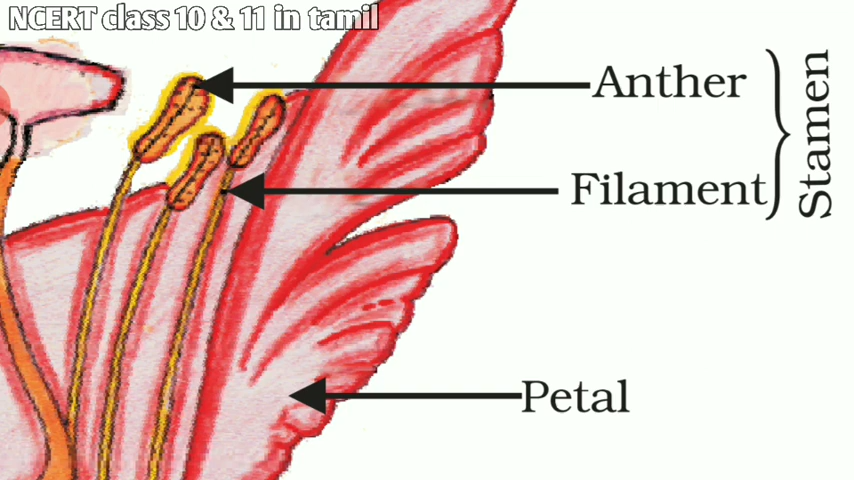 NCERT class 10 & 11 in tamil
Anther
Filament
Stamen
Petal